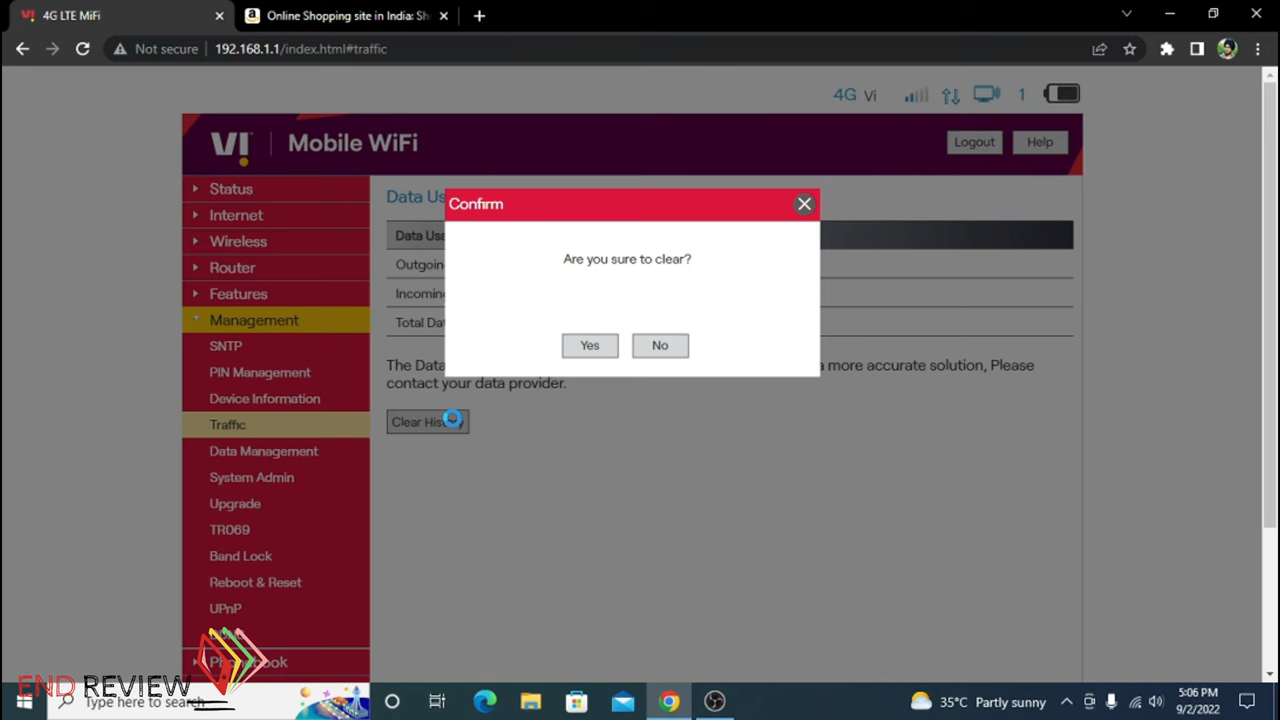 4G LTE MiFi
Online Shopping site in India: Sh
Not secure 192.168.1.1/index.html#traffic
4G Vi 1
VI Mobile WiFi Logout Help
Status
Internet
Wireless
Router
Features
Management
SNTP
PIN Management
Device Information
Traffic
Data Management
System Admin
Upgrade
TR069
Band Lock
Reboot & Reset
UPnP
Data Us
Data Usa
Outgoin
Incomin
Total Dat
The Data
a more accurate solution, Please
contact your data provider.
Clear
Confirm
Are you sure to clear?
Yes No
END REVIEW
Type here to search
35°C Partly sunny
5:06 PM
9/2/2022